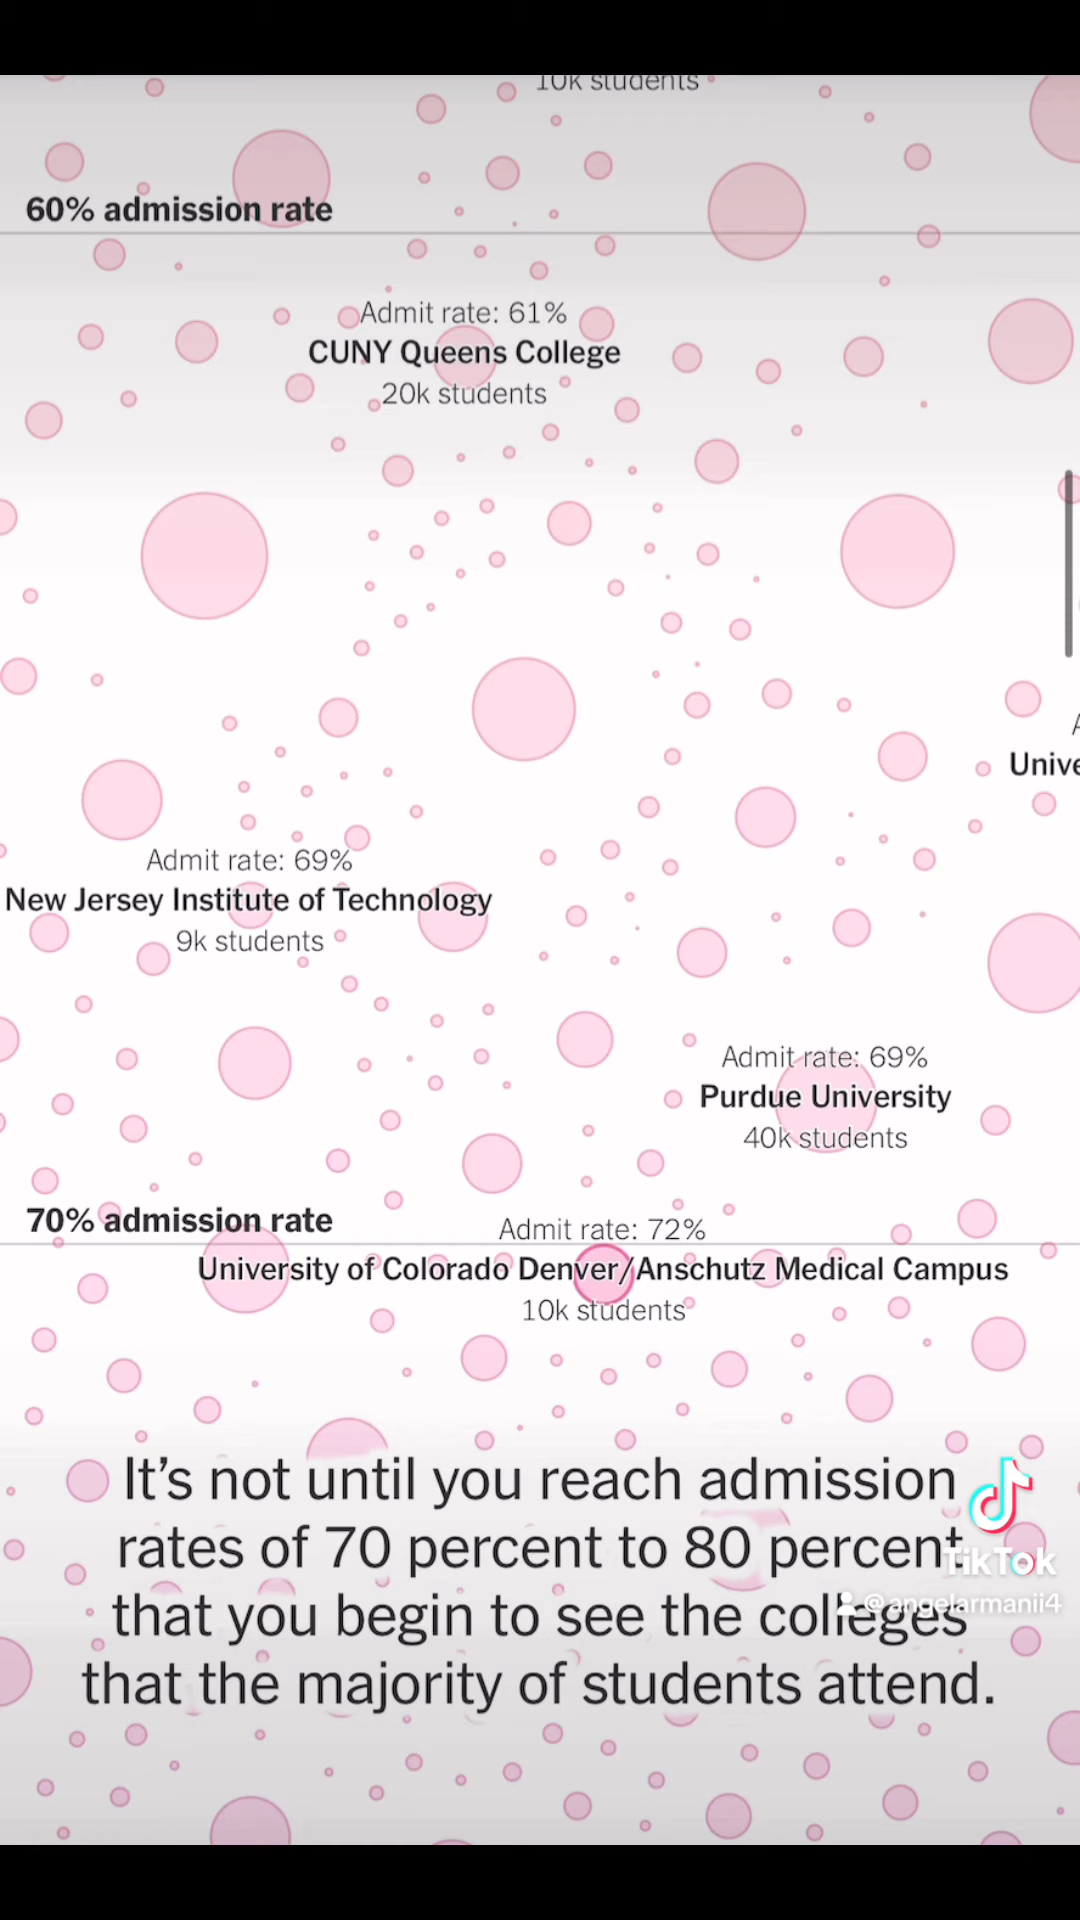 10k students
60% admission rate
Admit rate: 61%
CUNY Queens College
20k students
Unive
Admit rate: 69%
New Jersey Institute of Technology
9k students
Admit rate: 69%
Purdue University
40k students
70% admission rate
Admit rate: 72%
University of Colorado Denver/Anschutz Medical Campus
10k students
It’s not until you reach admission
rates of 70 percent to 80 percent
that you begin to see the colleges
that the majority of students attend.
TikTok
@angelarmanii4